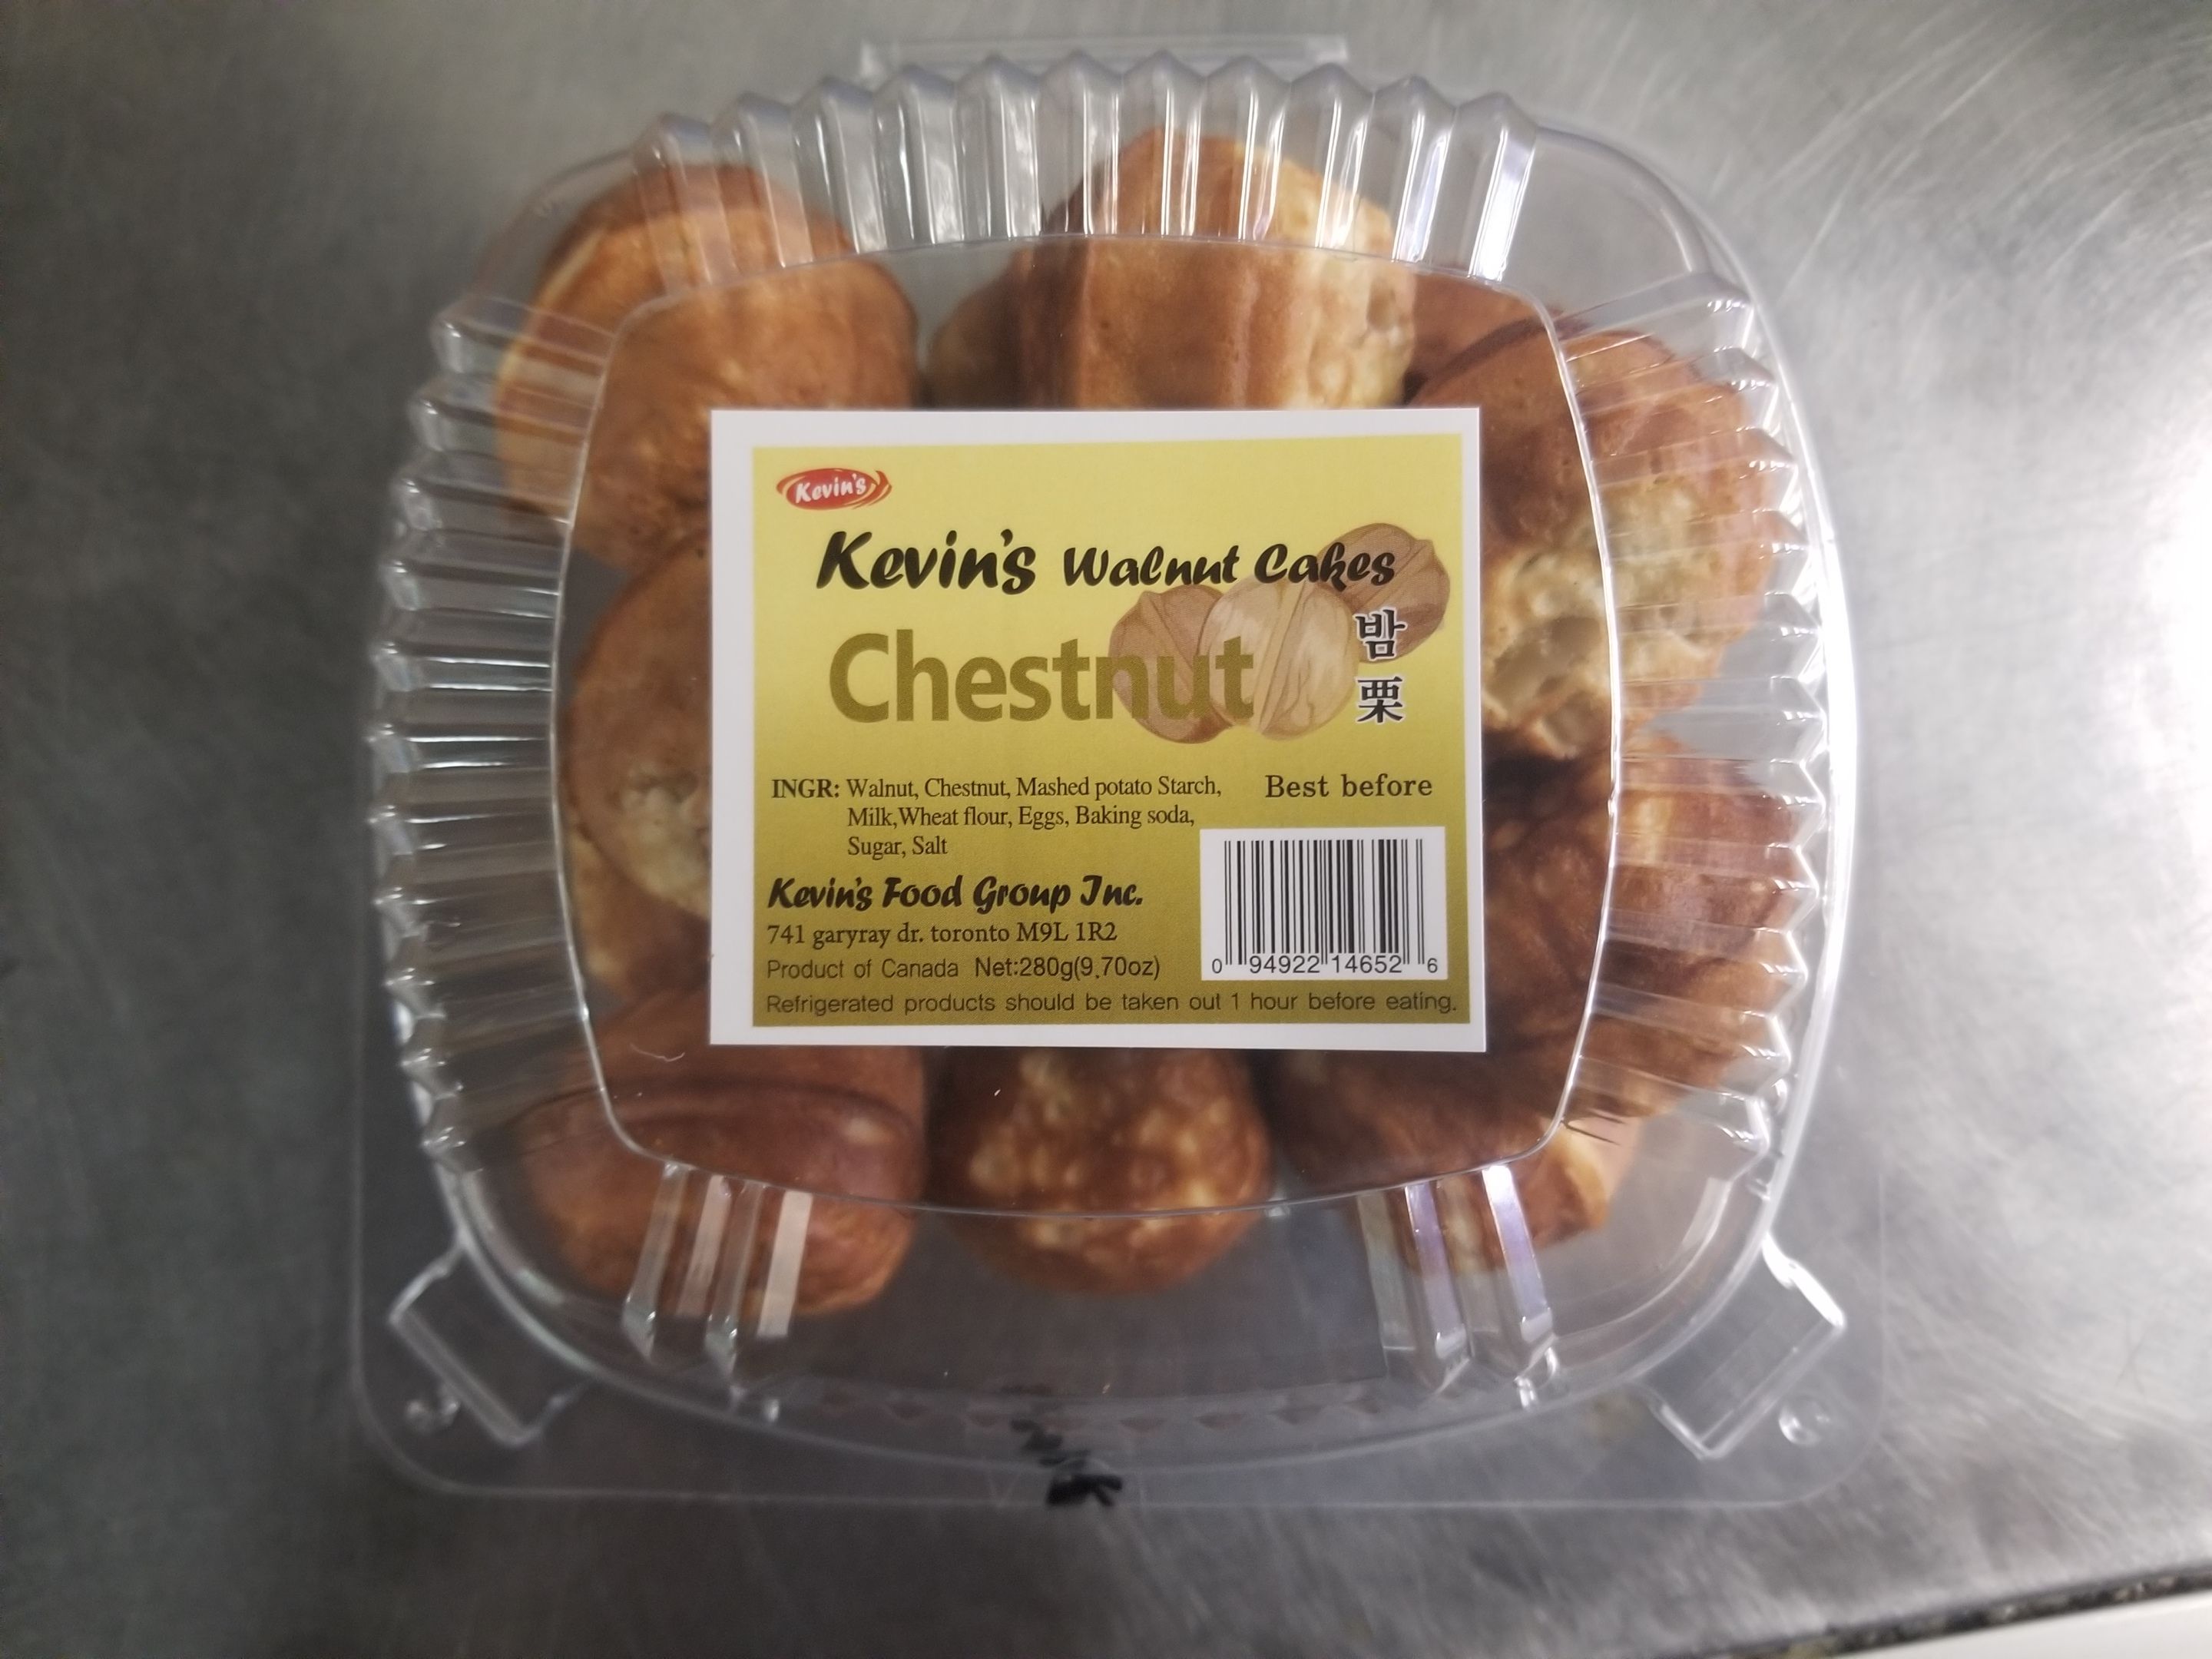 Kevin's
Kevin's Walnut Cakes
Chestnut
밤
栗
INGR: Walnut, Chestnut, Mashed potato Starch,
Milk,Wheat flour, Eggs, Baking soda,
Sugar, Salt
Best before
Kevin's Food Group Inc.
741 garyray dr. toronto M9L 1R2
Product of Canada Net:280g(9.70oz)
0 94922 14652 6
Refrigerated products should be taken out 1 hour before eating.